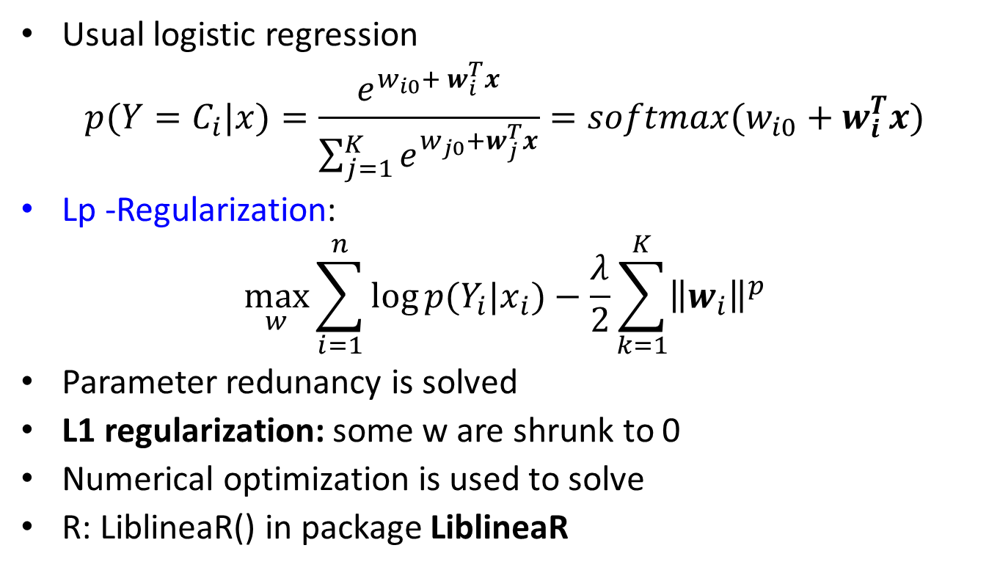 • Usual logistic regression
p(Y = C_i|x) = \frac{e^{w_{i0} + \boldsymbol{w}_i^T \boldsymbol{x}}}{\sum_{j=1}^{K} e^{w_{j0} + \boldsymbol{w}_j^T \boldsymbol{x}}} = softmax(w_{i0} + \boldsymbol{w}_i^T \boldsymbol{x})
• Lp -Regularization:
\max_w \sum_{i=1}^{n} \log p(Y_i|x_i) - \frac{\lambda}{2} \sum_{k=1}^{K} \|\boldsymbol{w}_i\|^p
• Parameter redunancy is solved
• L1 regularization: some w are shrunk to 0
• Numerical optimization is used to solve
• R: LiblineaR() in package LiblineaR